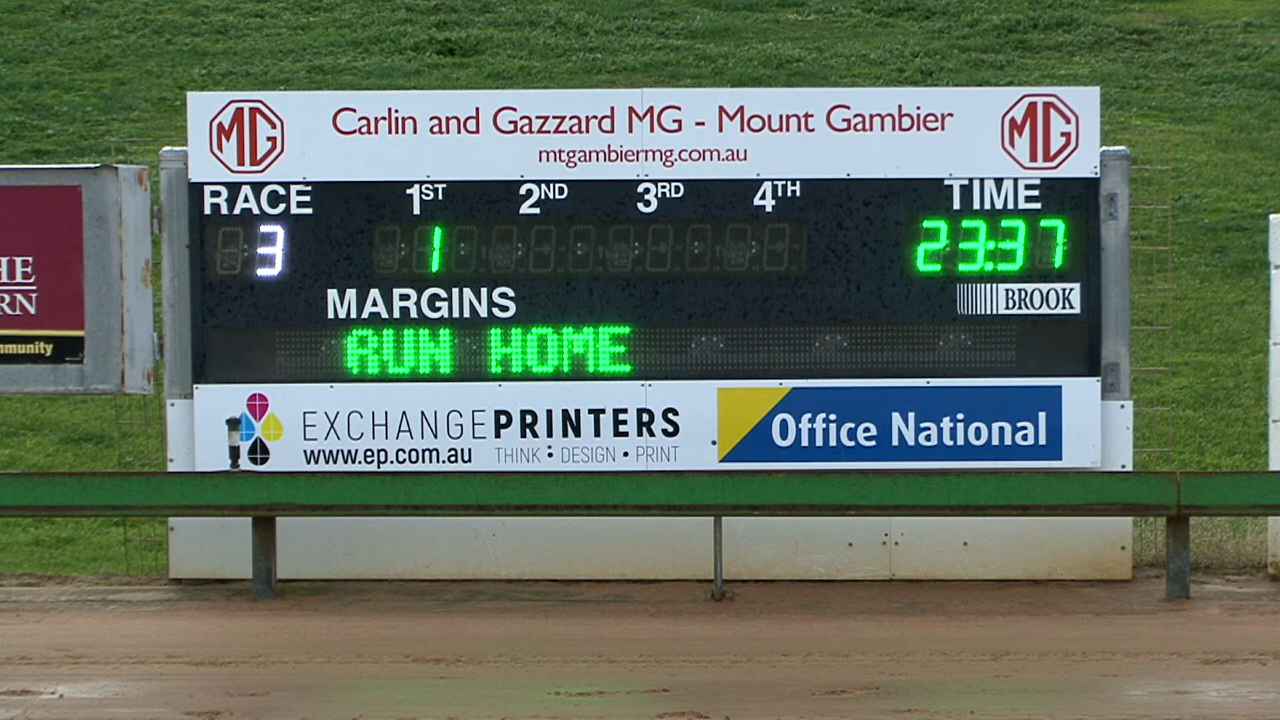 MG Carlin and Gazzard MG - Mount Gambier MG
mtgambiermg.com.au
RACE 1ST 2ND 3RD 4TH TIME
3 1 23:37
MARGINS
BROOK
RUN HOME
HE
RN
mmunity
EXCHANGEPRINTERS
www.ep.com.au THINK : DESIGN • PRINT
Office National